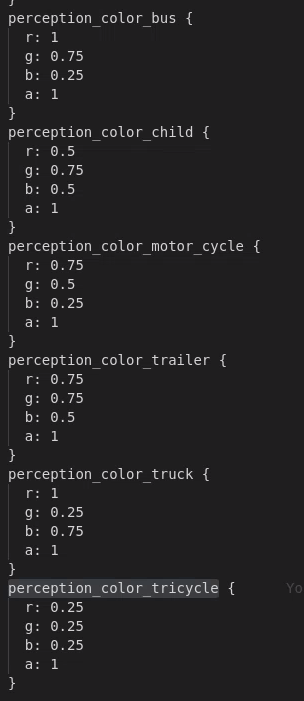 }
perception_color_bus {
  r: 1
  g: 0.75
  b: 0.25
  a: 1
}
perception_color_child {
  r: 0.5
  g: 0.75
  b: 0.5
  a: 1
}
perception_color_motor_cycle {
  r: 0.75
  g: 0.5
  b: 0.25
  a: 1
}
perception_color_trailer {
  r: 0.75
  g: 0.75
  b: 0.5
  a: 1
}
perception_color_truck {
  r: 1
  g: 0.25
  b: 0.75
  a: 1
}
perception_color_tricycle { Yo
  r: 0.25
  g: 0.25
  b: 0.25
  a: 1
}